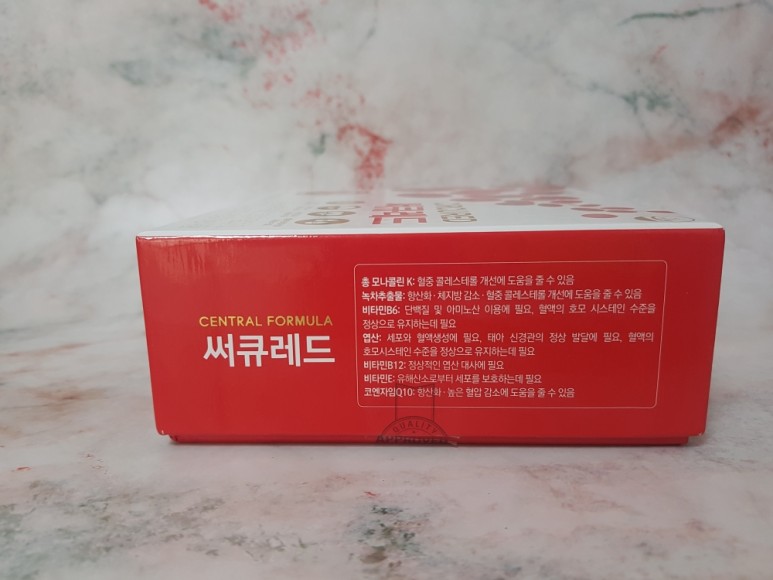 CENTRAL FORMULA
써큐레드
총 모나콜린 K: 혈중 콜레스테롤 개선에 도움을 줄 수 있음
녹차추출물: 항산화·체지방 감소·혈중 콜레스테롤 개선에 도움을 줄 수 있음
비타민B6: 단백질 및 아미노산 이용에 필요, 혈액의 호모 시스테인 수준을
정상으로 유지하는데 필요
엽산: 세포와 혈액생성에 필요, 태아 신경관의 정상 발달에 필요, 혈액의
호모시스테인 수준을 정상으로 유지하는데 필요
비타민B12: 정상적인 엽산 대사에 필요
비타민E: 유해산소로부터 세포를 보호하는데 필요
코엔자임Q10: 항산화·높은 혈압 감소에 도움을 줄 수 있음
QUALITY
APPROVED